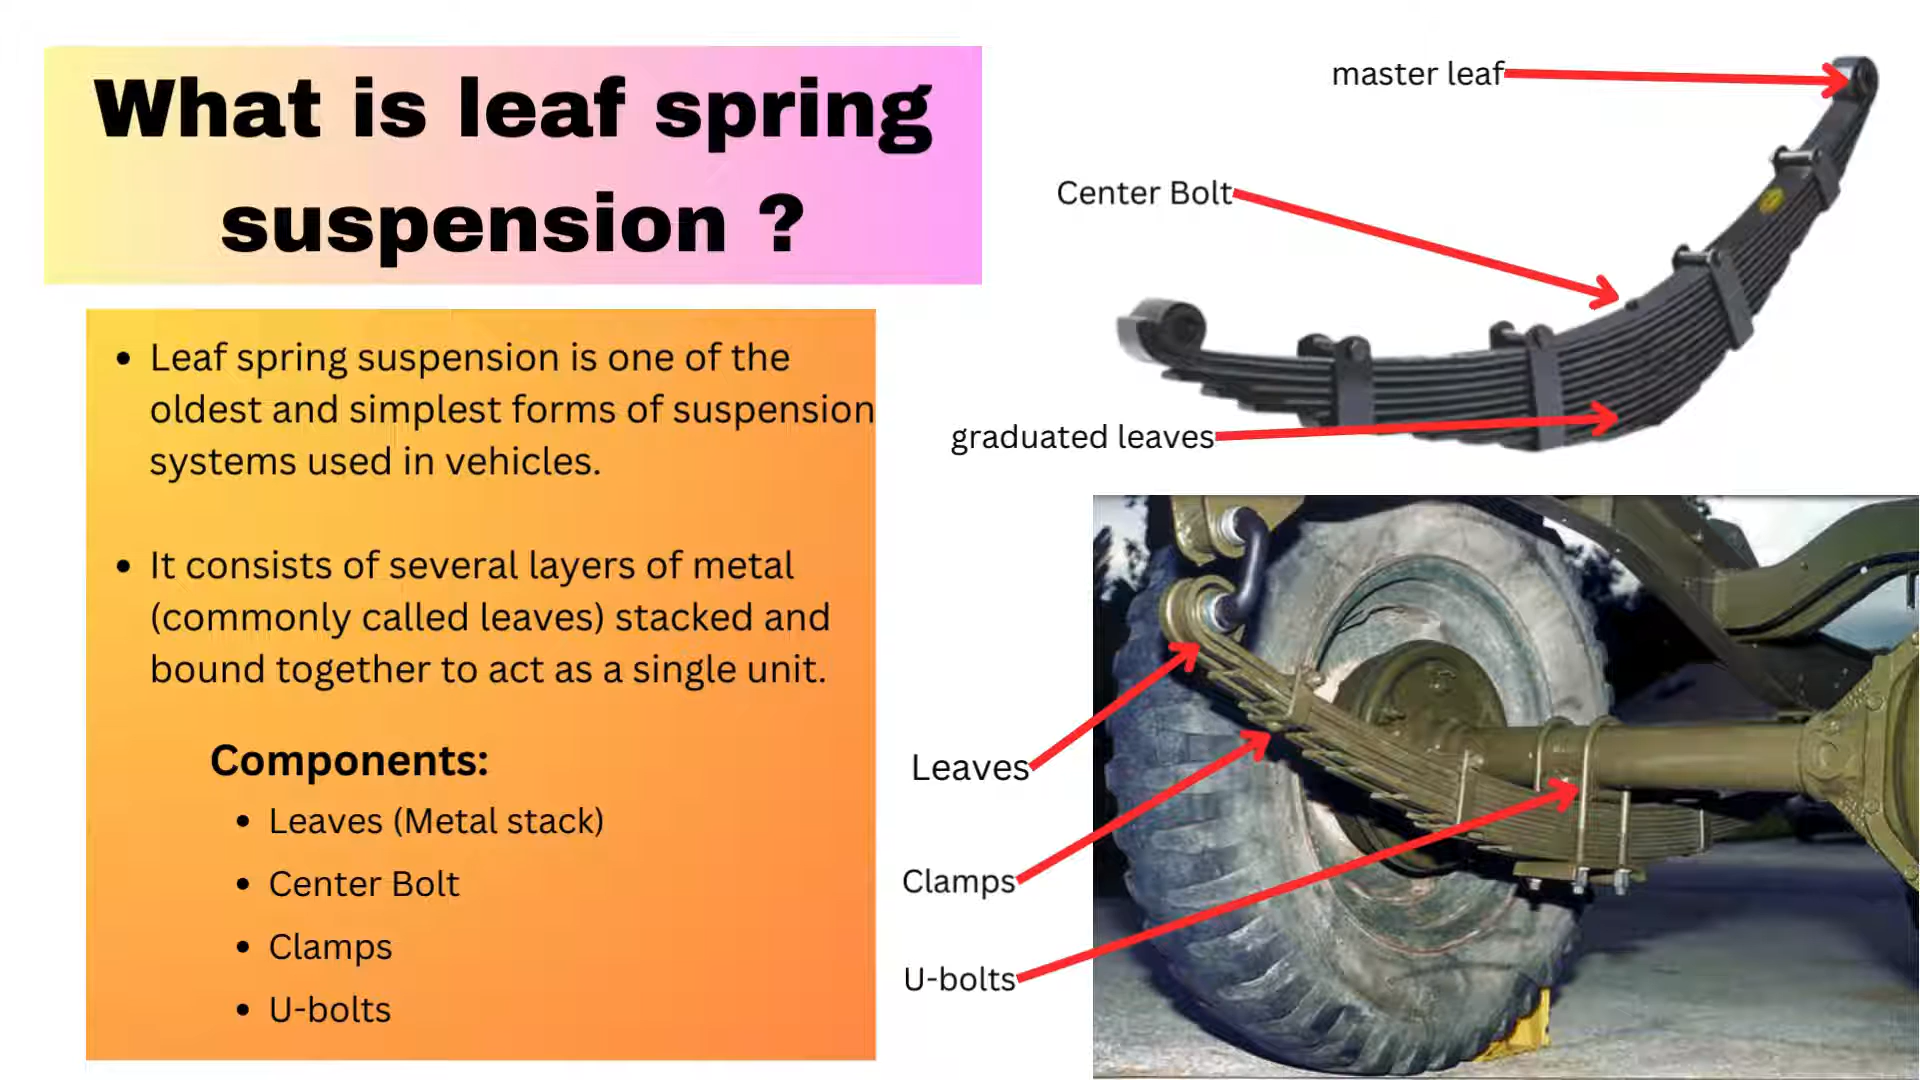 What is leaf spring
suspension ?
• Leaf spring suspension is one of the
oldest and simplest forms of suspension
systems used in vehicles.
• It consists of several layers of metal
(commonly called leaves) stacked and
bound together to act as a single unit.
Components:
• Leaves (Metal stack)
• Center Bolt
• Clamps
• U-bolts
master leaf
Center Bolt
graduated leaves
Leaves
Clamps
U-bolts